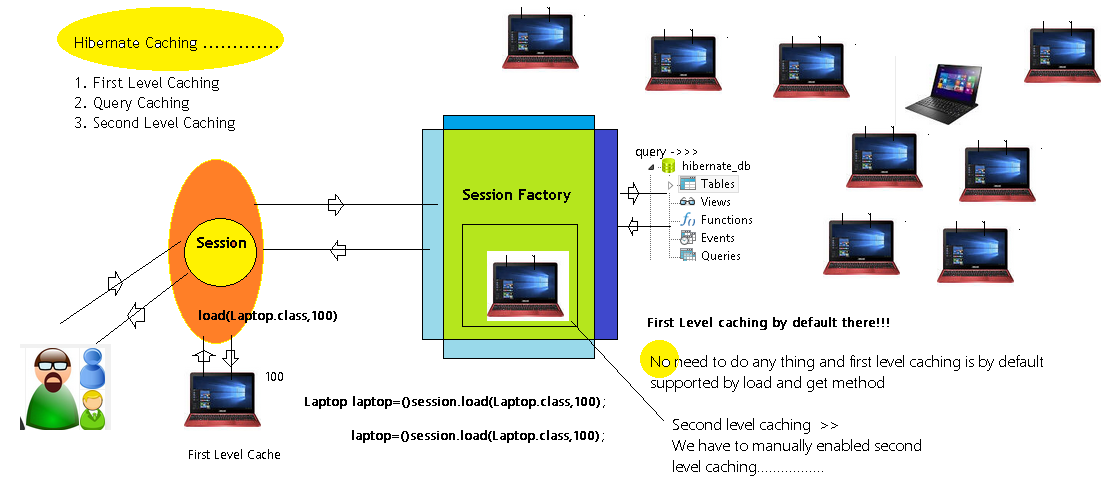 Hibernate Caching .............
1. First Level Caching
2. Query Caching
3. Second Level Caching
Session
load(Laptop.class,100)
100
First Level Cache
Session Factory
Laptop laptop=()session.load(Laptop.class,100);
laptop=()session.load(Laptop.class,100);
query ->>>
hibernate_db
Tables
Views
f() Functions
Events
Queries
First Level caching by default there!!!
No need to do any thing and first level caching is by default
supported by load and get method
Second level caching  >>
We have to manually enabled second
level caching.................